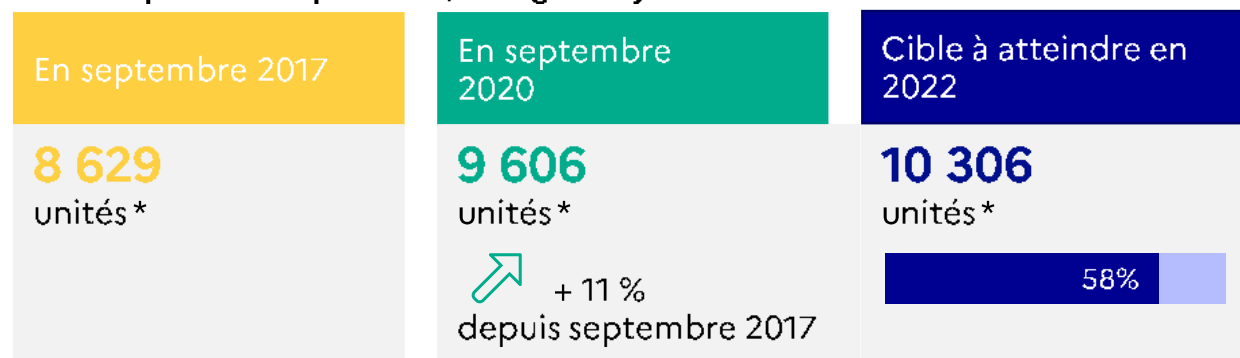 En septembre 2017
8 629
unités*
En septembre
2020
9 606
unités*
+ 11 %
depuis septembre 2017
Cible à atteindre en
2022
10 306
unités*
58%